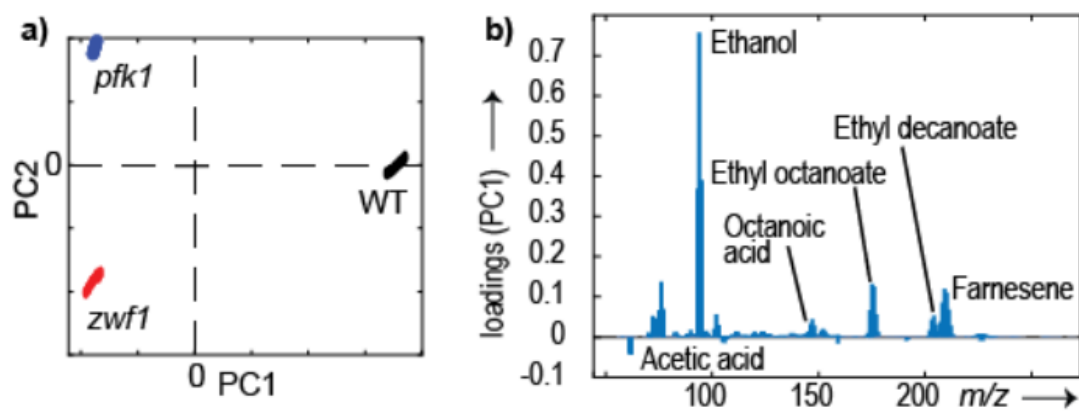 a)
pfk1
PC2
0
WT
zwf1
0 PC1
b)
loadings (PC1) →
0.7
0.6
0.5
0.4
0.3
0.2
0.1
0
-0.1
Ethanol
Ethyl decanoate
Ethyl octanoate
Octanoic
acid
Farnesene
Acetic acid
100 150 200 m/z →